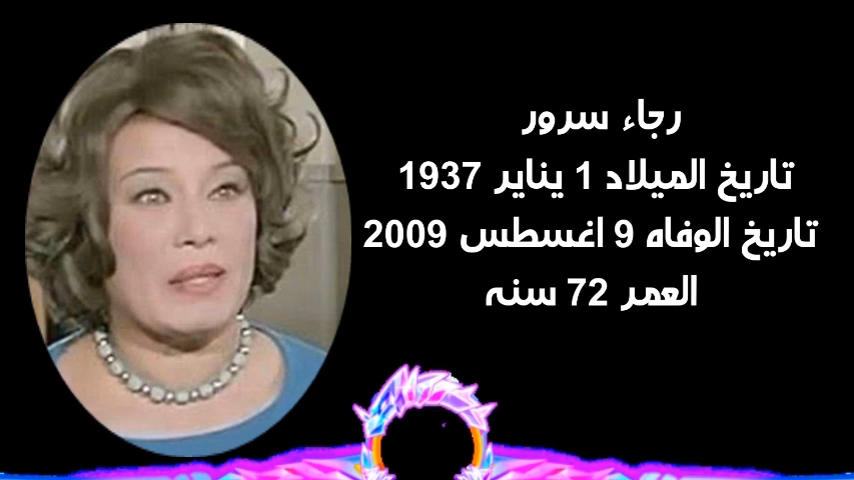 رجاء سرور
تاريخ الميلاد 1 يناير 1937
تاريخ الوفاه 9 اغسطس 2009
العمر 72 سنه